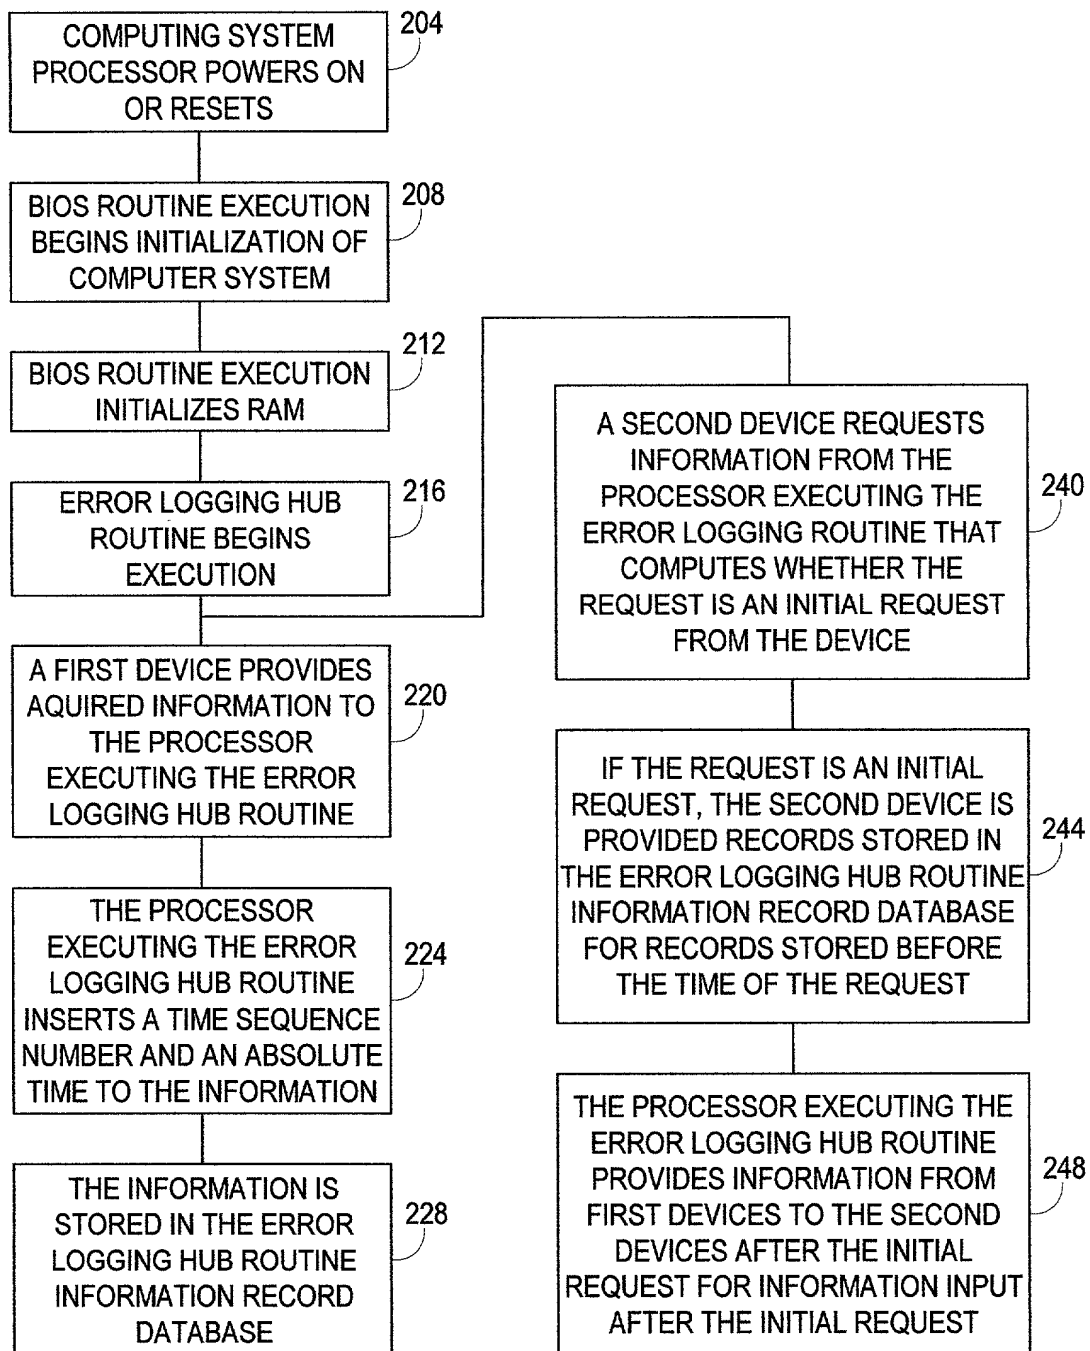 COMPUTING SYSTEM
PROCESSOR POWERS ON
OR RESETS
204
BIOS ROUTINE EXECUTION
BEGINS INITIALIZATION OF
COMPUTER SYSTEM
208
BIOS ROUTINE EXECUTION
INITIALIZES RAM
212
ERROR LOGGING HUB
ROUTINE BEGINS
EXECUTION
216
A FIRST DEVICE PROVIDES
AQUIRED INFORMATION TO
THE PROCESSOR
EXECUTING THE ERROR
LOGGING HUB ROUTINE
220
THE PROCESSOR
EXECUTING THE ERROR
LOGGING HUB ROUTINE
INSERTS A TIME SEQUENCE
NUMBER AND AN ABSOLUTE
TIME TO THE INFORMATION
224
THE INFORMATION IS
STORED IN THE ERROR
LOGGING HUB ROUTINE
INFORMATION RECORD
DATABASE
228
A SECOND DEVICE REQUESTS
INFORMATION FROM THE
PROCESSOR EXECUTING THE
ERROR LOGGING ROUTINE THAT
COMPUTES WHETHER THE
REQUEST IS AN INITIAL REQUEST
FROM THE DEVICE
240
IF THE REQUEST IS AN INITIAL
REQUEST, THE SECOND DEVICE IS
PROVIDED RECORDS STORED IN
THE ERROR LOGGING HUB ROUTINE
INFORMATION RECORD DATABASE
FOR RECORDS STORED BEFORE
THE TIME OF THE REQUEST
244
THE PROCESSOR EXECUTING THE
ERROR LOGGING HUB ROUTINE
PROVIDES INFORMATION FROM
FIRST DEVICES TO THE SECOND
DEVICES AFTER THE INITIAL
REQUEST FOR INFORMATION INPUT
AFTER THE INITIAL REQUEST
248